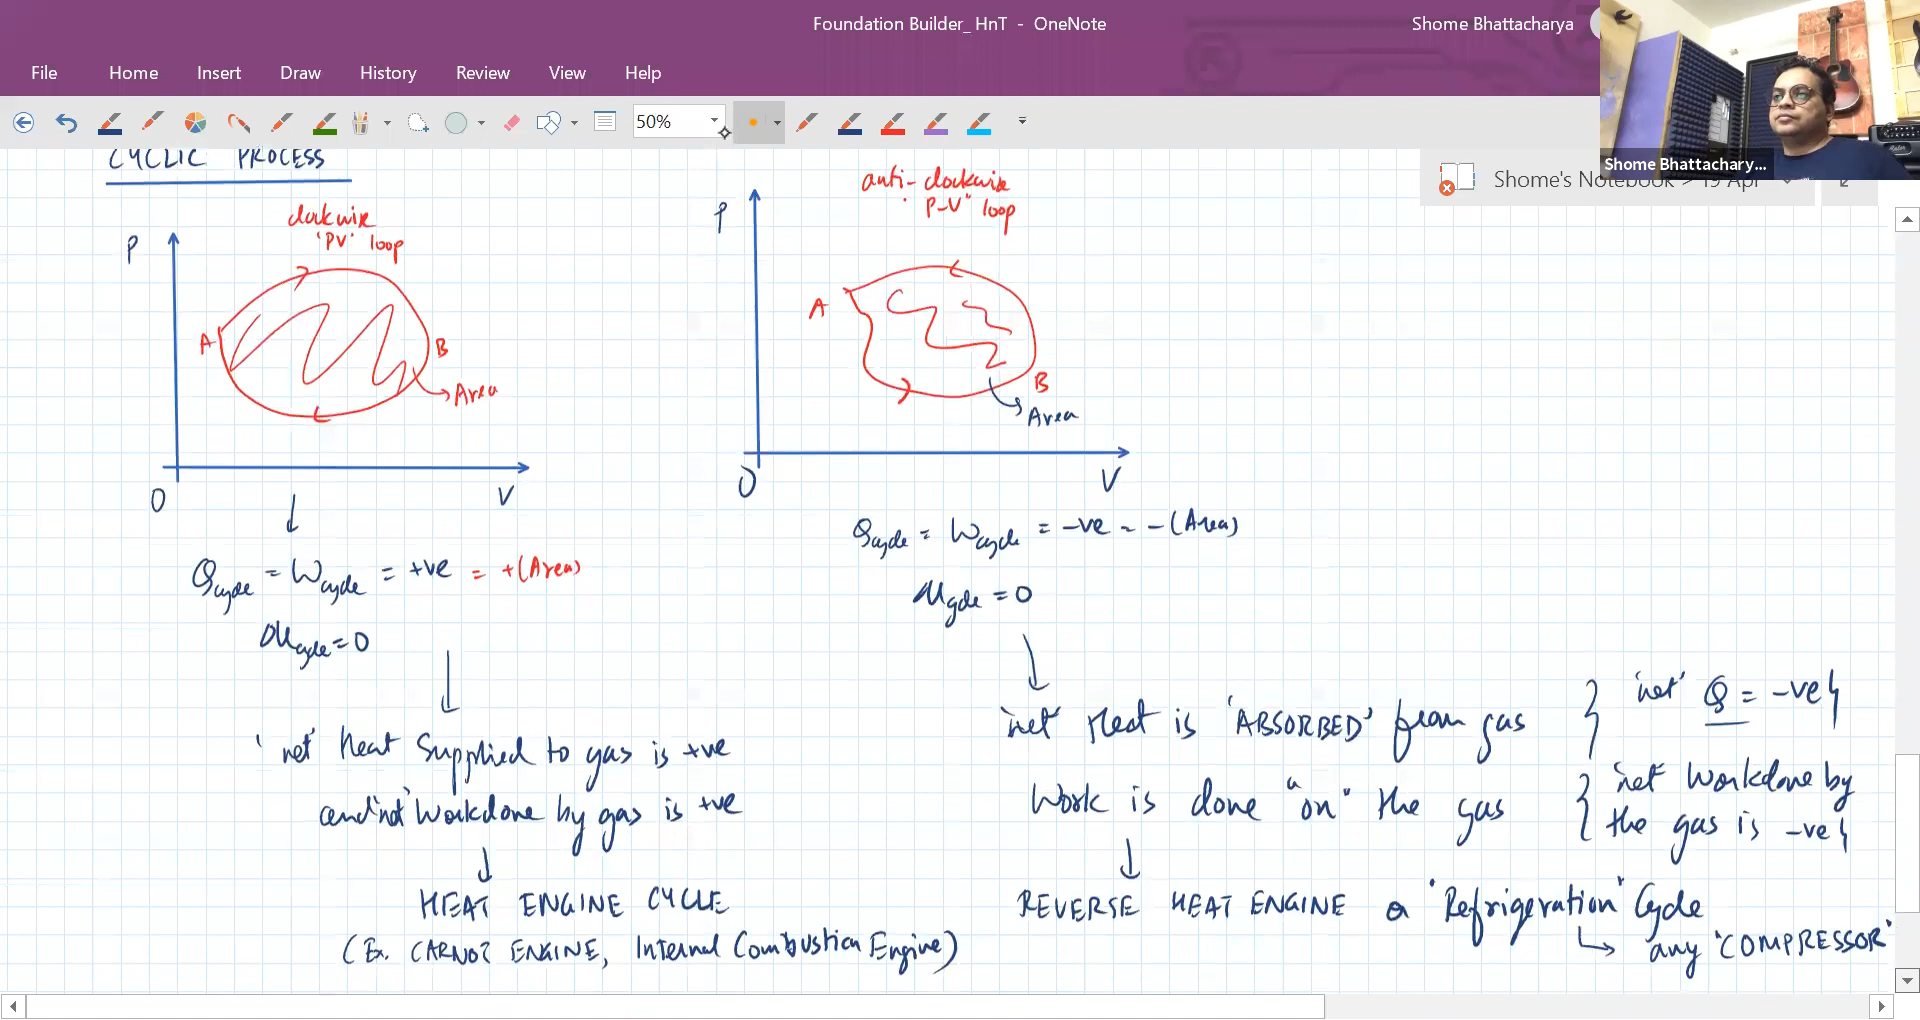 Foundation Builder_ HnT - OneNote
Shome Bhattacharya
File Home Insert Draw History Review View Help
50%
Shome Bhattachary...
Shome's Notebook > 19 Apr
CYCLIC PROCESS
clockwise
'PV' loop
P
A
B
Area
O
V
Qcycle = Wcycle = +ve = +(Area)
ΔUcycle = 0
'net' heat supplied to gas is +ve
and 'net' workdone by gas is +ve
HEAT ENGINE CYCLE
(Ex. CARNOT ENGINE, Internal Combustion Engine)
anti-clockwise
"P-V" loop
P
A
B
Area
O
V
Qcycle = Wcycle = -ve = -(Area)
ΔUcycle = 0
'net' Heat is 'ABSORBED' from gas } 'net' Q = -ve }
Work is done "on" the gas } 'net' workdone by
the gas is -ve }
REVERSE HEAT ENGINE or "Refrigeration" Cycle
any "COMPRESSOR"